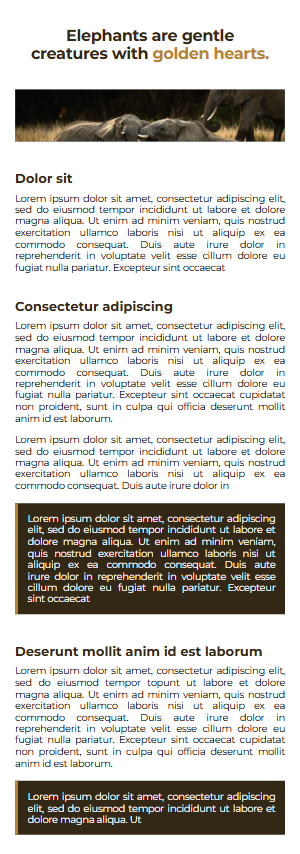 Elephants are gentle
creatures with golden hearts.
Dolor sit
Lorem ipsum dolor sit amet, consectetur adipiscing elit,
sed do eiusmod tempor incididunt ut labore et dolore
magna aliqua. Ut enim ad minim veniam, quis nostrud
exercitation ullamco laboris nisi ut aliquip ex ea
commodo consequat. Duis aute irure dolor in
reprehenderit in voluptate velit esse cillum dolore eu
fugiat nulla pariatur. Excepteur sint occaecat
Consectetur adipiscing
Lorem ipsum dolor sit amet, consectetur adipiscing elit,
sed do eiusmod tempor incididunt ut labore et dolore
magna aliqua. Ut enim ad minim veniam, quis nostrud
exercitation ullamco laboris nisi ut aliquip ex ea
commodo consequat. Duis aute irure dolor in
reprehenderit in voluptate velit esse cillum dolore eu
fugiat nulla pariatur. Excepteur sint occaecat cupidatat
non proident, sunt in culpa qui officia deserunt mollit
anim id est laborum.
Lorem ipsum dolor sit amet, consectetur adipiscing elit,
sed do eiusmod tempor incididunt ut labore et dolore
magna aliqua. Ut enim ad minim veniam, quis nostrud
exercitation ullamco laboris nisi ut aliquip ex ea
commodo consequat. Duis aute irure dolor in
Lorem ipsum dolor sit amet, consectetur adipiscing
elit, sed do eiusmod tempor incididunt ut labore et
dolore magna aliqua. Ut enim ad minim veniam,
quis nostrud exercitation ullamco laboris nisi ut
aliquip ex ea commodo consequat. Duis aute
irure dolor in reprehenderit in voluptate velit esse
cillum dolore eu fugiat nulla pariatur. Excepteur
sint occaecat
Deserunt mollit anim id est laborum
Lorem ipsum dolor sit amet, consectetur adipiscing elit,
sed do eiusmod tempor topunt ut labore et dolore
magna aliqua. Ut enim ad minim veniam, quis nostrud
exercitation ullamco laboris nisi ut aliquip ex ea
commodo consequat. Duis aute irure dolor in
reprehenderit in voluptate velit esse cillum dolore eu
fugiat nulla pariatur. Excepteur sint occaecat cupidatat
non proident, sunt in culpa qui officia deserunt mollit
anim id est laborum.
Lorem ipsum dolor sit amet, consectetur adipiscing
elit, sed do eiusmod tempor incididunt ut labore et
dolore magna aliqua. Ut